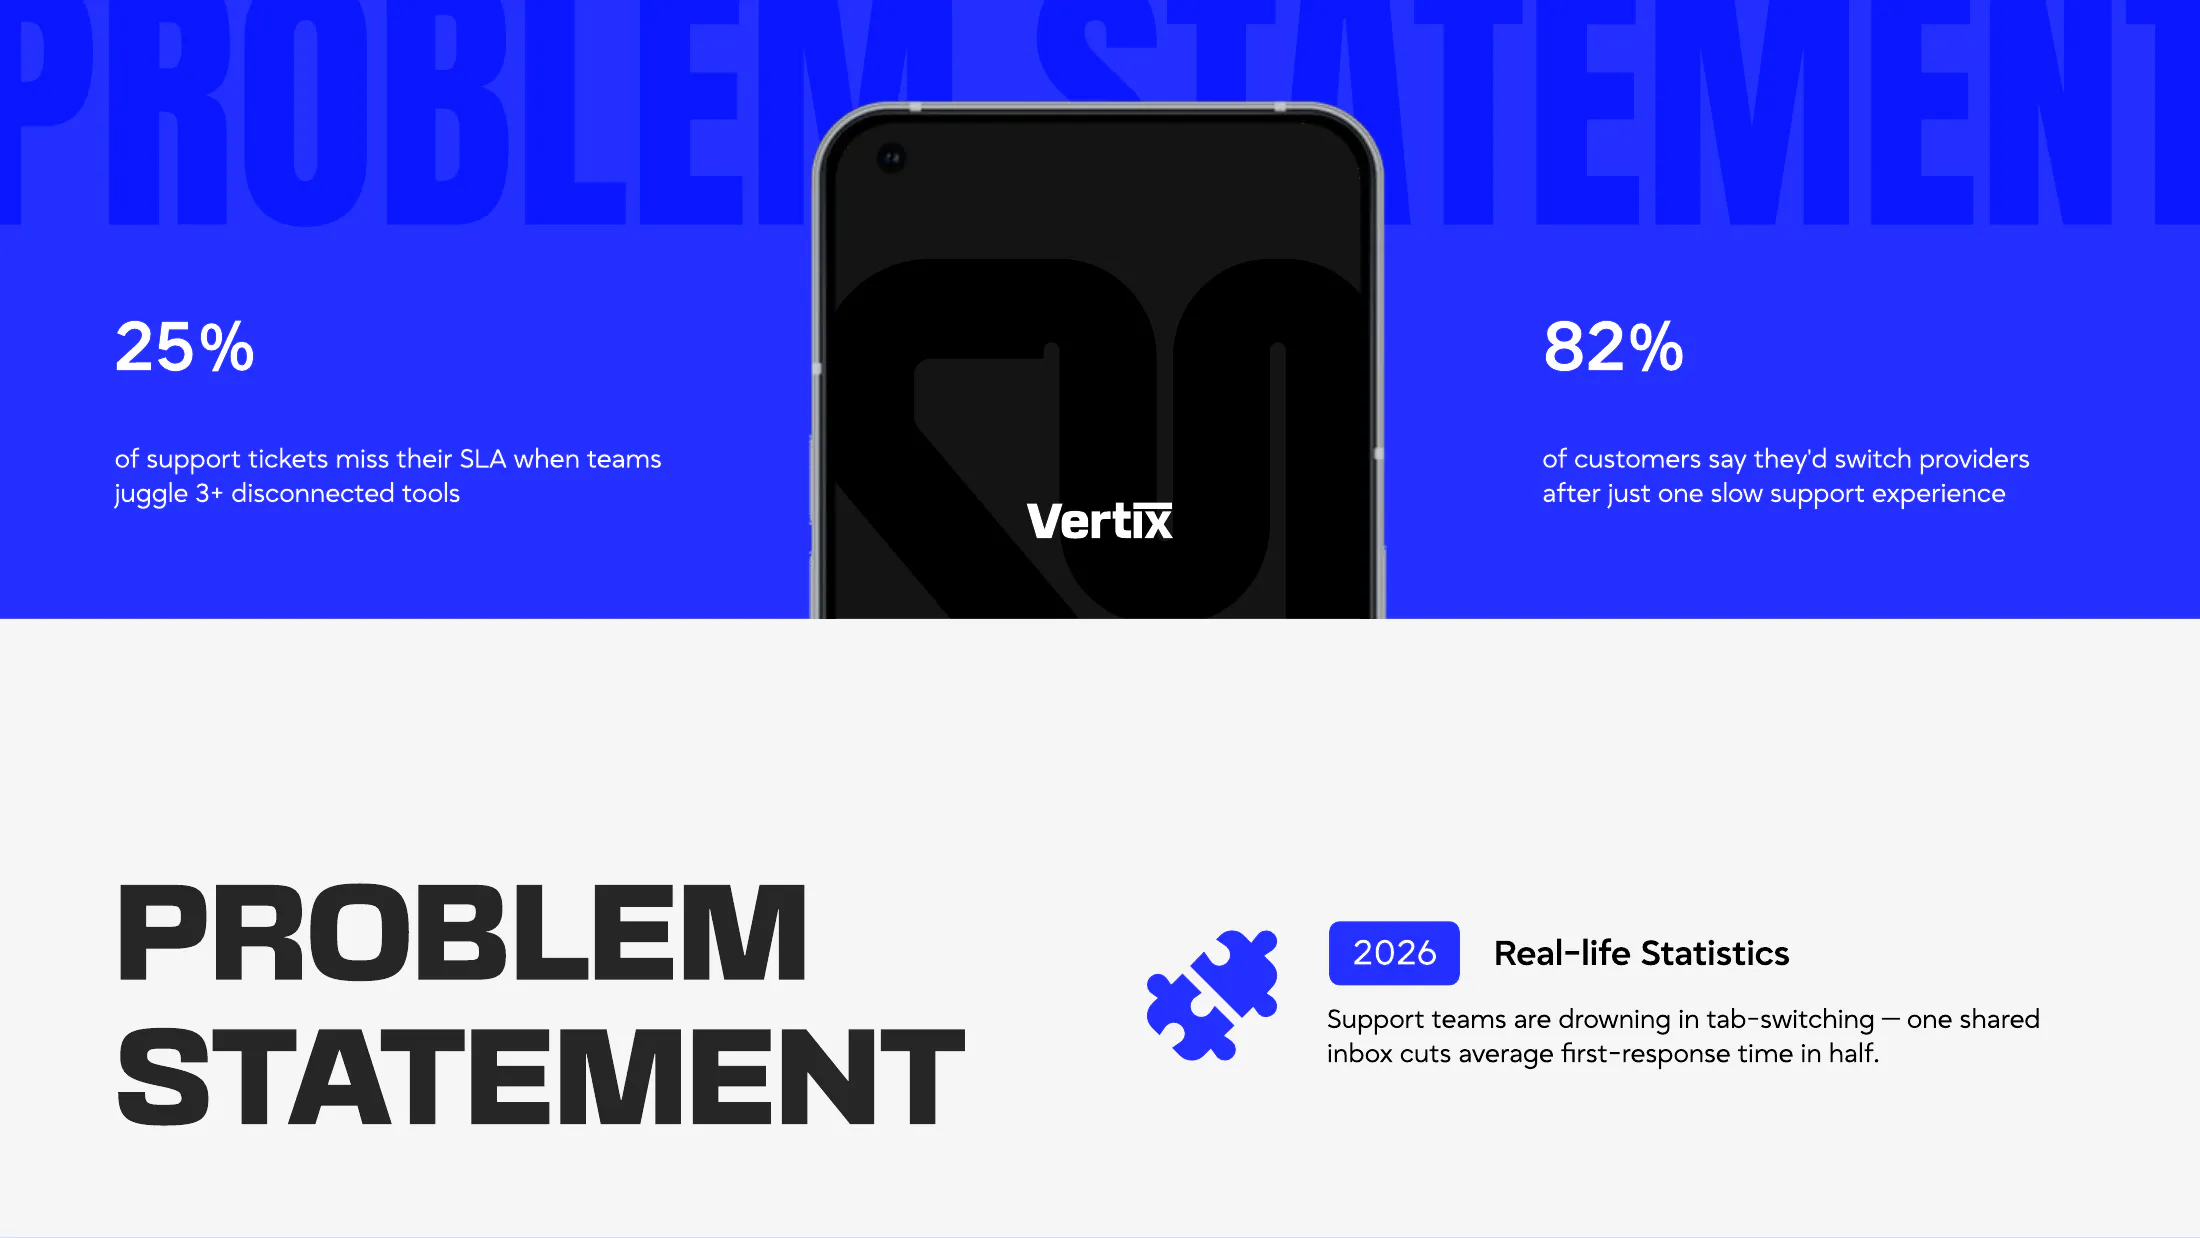 PROBLEM STATEMENT
25%
of support tickets miss their SLA when teams
juggle 3+ disconnected tools
Vertix
82%
of customers say they'd switch providers
after just one slow support experience
PROBLEM
STATEMENT
2026
Real-life Statistics
Support teams are drowning in tab-switching — one shared
inbox cuts average first-response time in half.